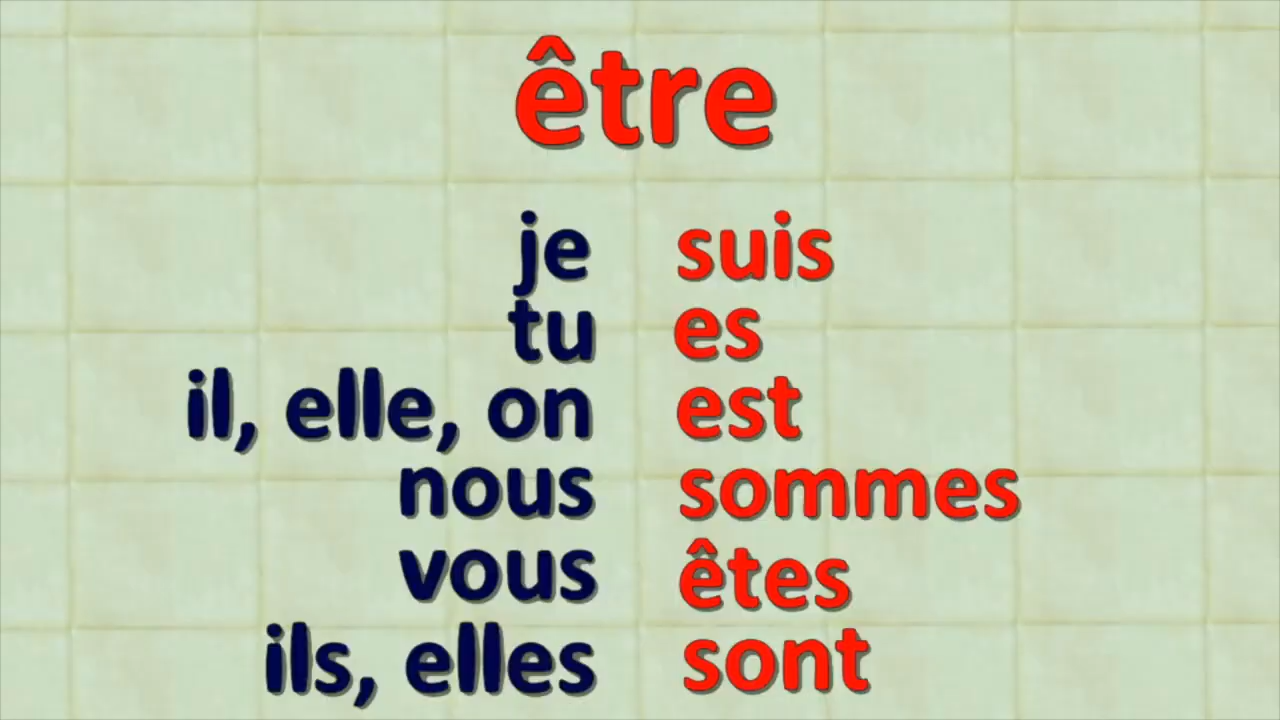 être
je suis
tu es
il, elle, on est
nous sommes
vous êtes
ils, elles sont